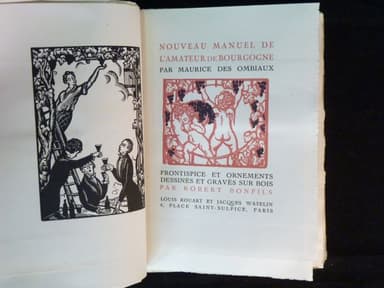 NOUVEAU MANUEL DE
L'AMATEUR DE BOURGOGNE
PAR MAURICE DES OMBIAUX
FRONTISPICE ET ORNEMENTS
DESSINÉS ET GRAVÉS SUR BOIS
PAR ROBERT BONFILS
LOUIS ROUART ET JACQUES WATELIN
6, PLACE SAINT-SULPICE, PARIS